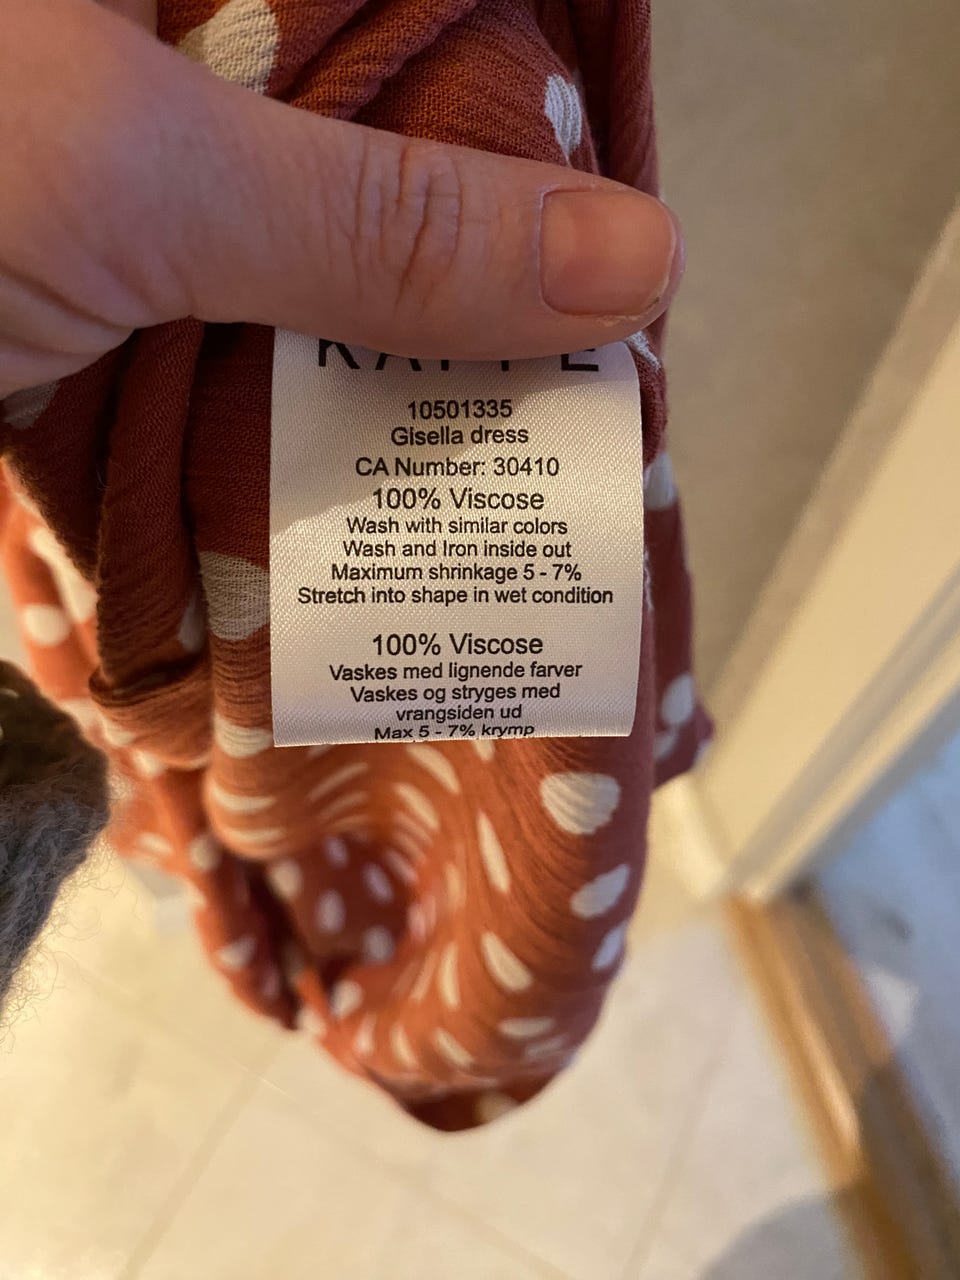 KAFFE
10501335
Gisella dress
CA Number: 30410
100% Viscose
Wash with similar colors
Wash and Iron inside out
Maximum shrinkage 5 - 7%
Stretch into shape in wet condition
100% Viscose
Vaskes med lignende farver
Vaskes og stryges med
vrangsiden ud
Max 5 - 7% krymp